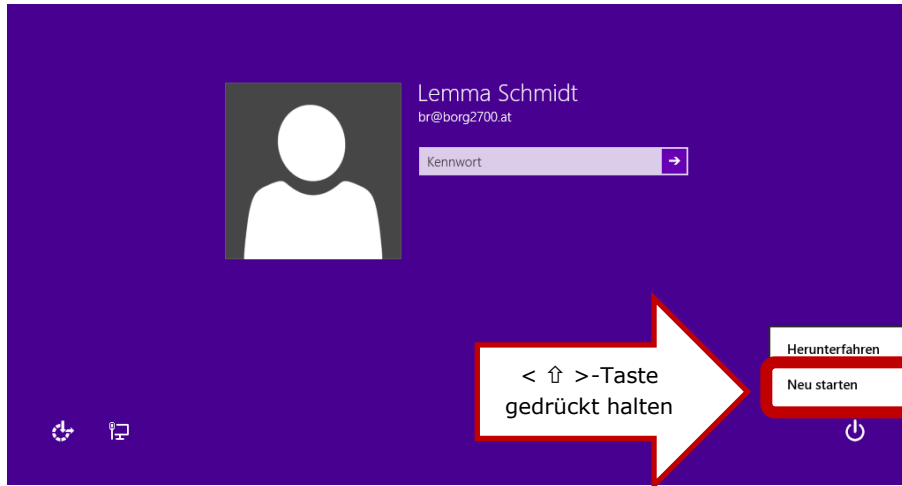 Lemma Schmidt
br@borg2700.at
Kennwort
Herunterfahren
< ⇧ >-Taste
gedrückt halten
Neu starten